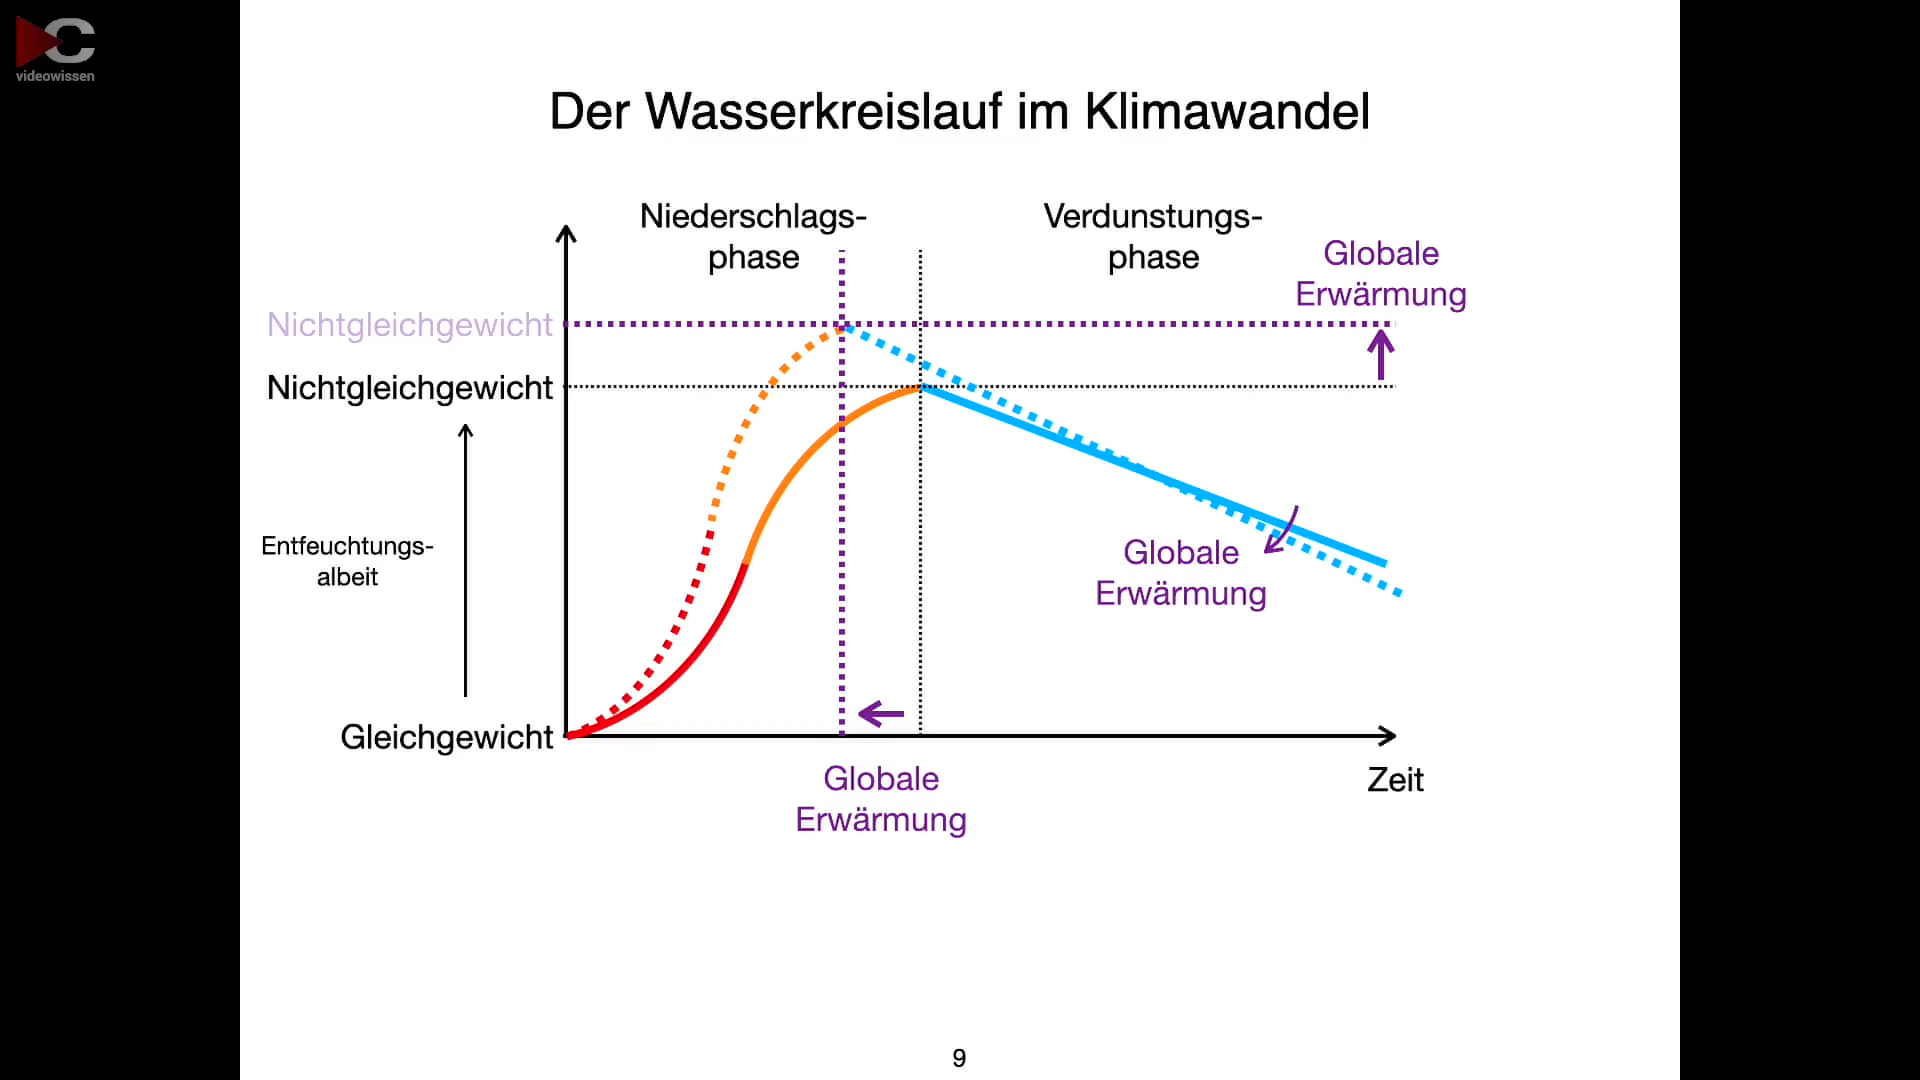 videowissen
Der Wasserkreislauf im Klimawandel
Niederschlags-
phase
Verdunstungs-
phase
Globale
Erwärmung
Nichtgleichgewicht
Nichtgleichgewicht
Entfeuchtungs-
albeit
Globale
Erwärmung
Gleichgewicht
Zeit
Globale
Erwärmung
9